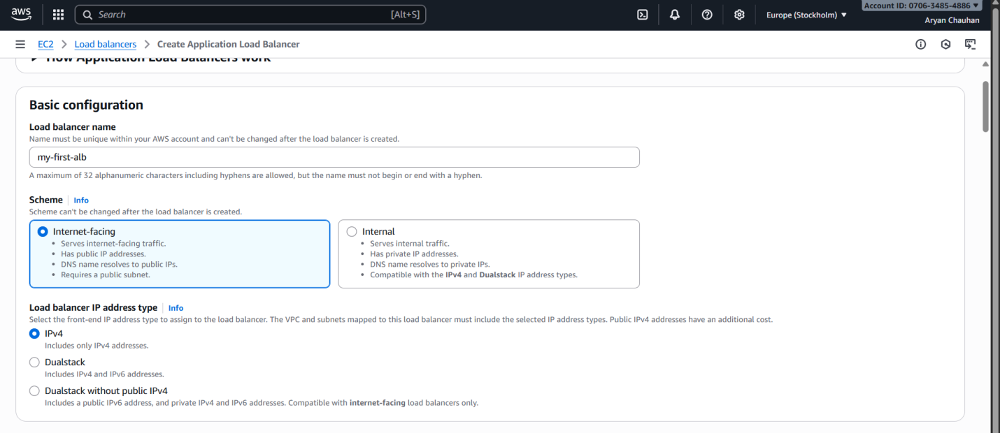 aws
Search [Alt+S]
Europe (Stockholm)
Account ID: 0706-3485-4886
Aryan Chauhan
EC2 > Load balancers > Create Application Load Balancer
How Application Load Balancers work
Basic configuration
Load balancer name
Name must be unique within your AWS account and can't be changed after the load balancer is created.
my-first-alb
A maximum of 32 alphanumeric characters including hyphens are allowed, but the name must not begin or end with a hyphen.
Scheme | Info
Scheme can't be changed after the load balancer is created.
Internet-facing
• Serves internet-facing traffic.
• Has public IP addresses.
• DNS name resolves to public IPs.
• Requires a public subnet.
Internal
• Serves internal traffic.
• Has private IP addresses.
• DNS name resolves to private IPs.
• Compatible with the IPv4 and Dualstack IP address types.
Load balancer IP address type | Info
Select the front-end IP address type to assign to the load balancer. The VPC and subnets mapped to this load balancer must include the selected IP address types. Public IPv4 addresses have an additional cost.
IPv4
Includes only IPv4 addresses.
Dualstack
Includes IPv4 and IPv6 addresses.
Dualstack without public IPv4
Includes a public IPv6 address, and private IPv4 and IPv6 addresses. Compatible with internet-facing load balancers only.